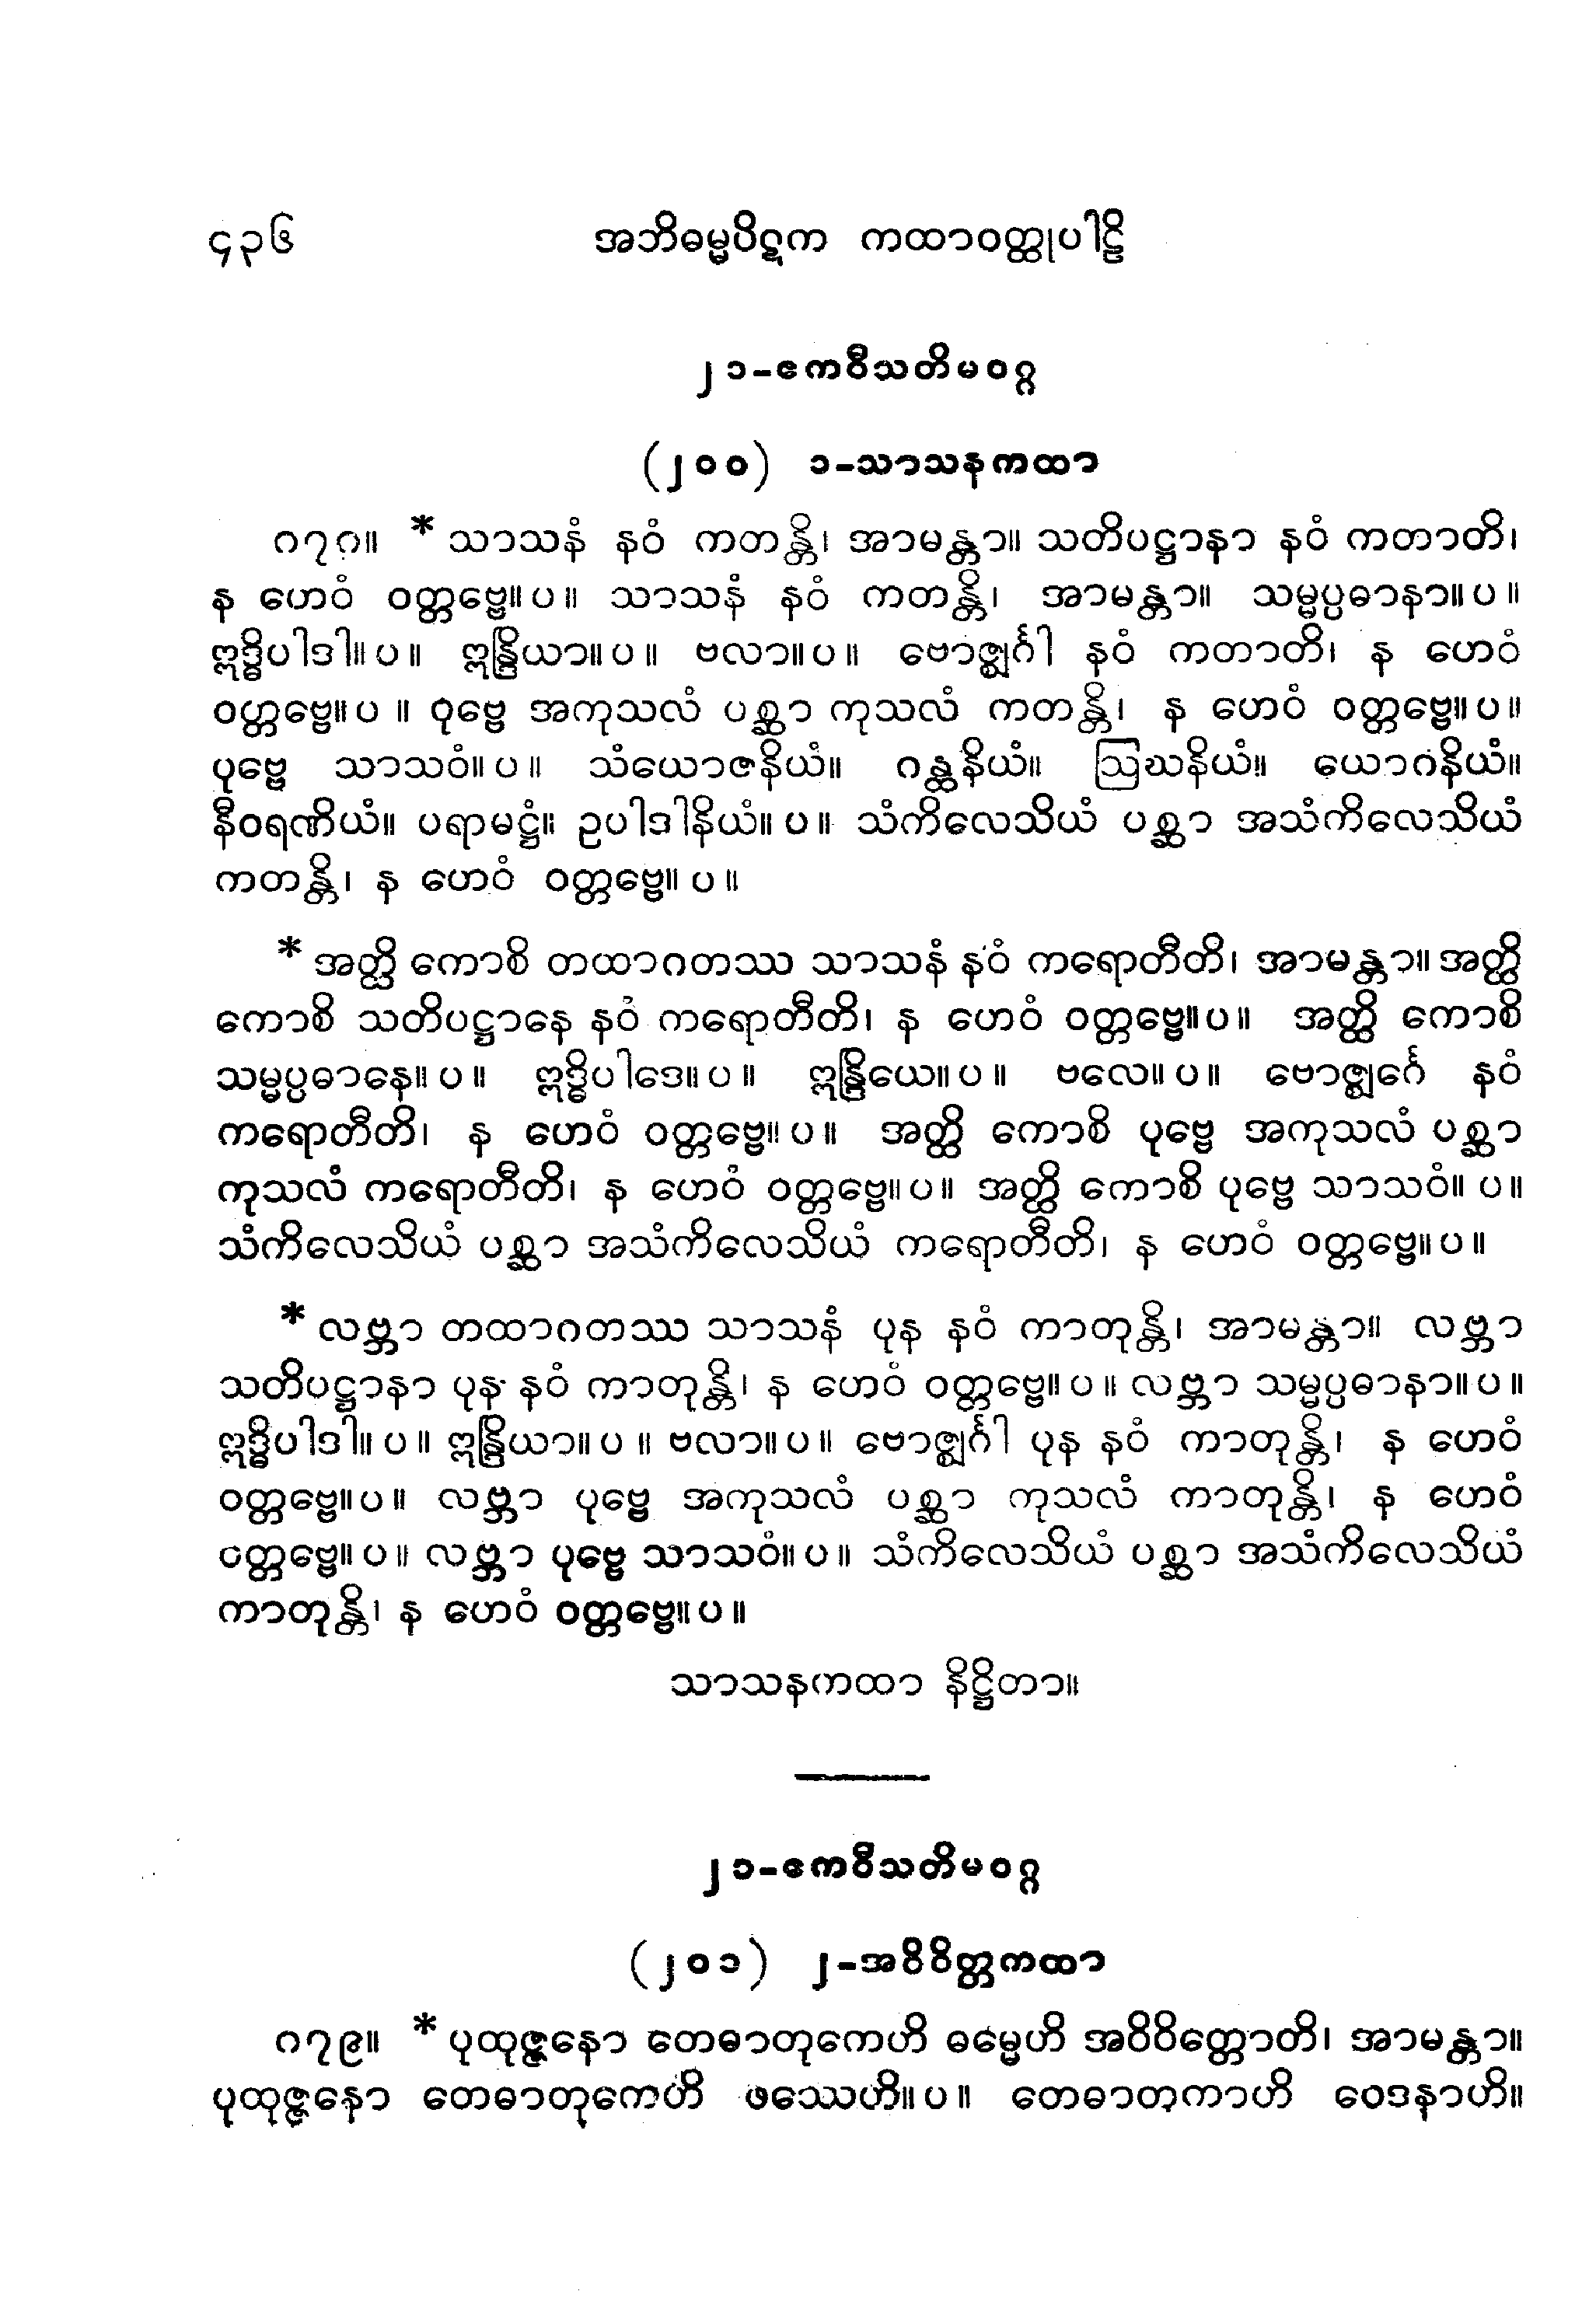 ၄၃၆ အဘိဓမ္မပိဋက ကထာဝတ္ထုပါဠိ
၂၁-ဧကဝီသတိမဝဂ္ဂ
(၂၀၀) ၁-သာသနကထာ
၈၇၈။ * သာသနံ နဝံ ကတန္တိ၊ အာမန္တာ။ သတိပဋ္ဌာနာ နဝံ ကတာတိ၊
န ဟေဝံ ဝတ္တဗ္ဗေ။ ပ ။ သာသနံ နဝံ ကတန္တိ၊ အာမန္တာ။ သမ္မပ္ပဓာနာ။ ပ ။
ဣဒ္ဓိပါဒါ။ ပ ။ ဣန္ဒြိယာ။ ပ ။ ဗလာ။ ပ ။ ဗောဇ္ဈင်္ဂါ နဝံ ကတာတိ၊ န ဟေဝံ
ဝတ္တဗ္ဗေ။ ပ ။ ပုဗ္ဗေ အကုသလံ ပစ္ဆာ ကုသလံ ကတန္တိ၊ န ဟေဝံ ဝတ္တဗ္ဗေ။ ပ ။
ပုဗ္ဗေ သာသဝံ။ ပ ။ သံယောဇနိယံ။ ဂန္ထနိယံ။ ဩဃနိယံ။ ယောဂနိယံ။
နီဝရဏိယံ။ ပရာမဋ္ဌံ။ ဥပါဒါနိယံ။ ပ ။ သံကိလေသိယံ ပစ္ဆာ အသံကိလေသိယံ
ကတန္တိ၊ န ဟေဝံ ဝတ္တဗ္ဗေ။ ပ ။
* အတ္ထိ ကောစိ တထာဂတဿ သာသနံ နဝံ ကရောတီတိ၊ အာမန္တာ။ အတ္ထိ
ကောစိ သတိပဋ္ဌာနေ နဝံ ကရောတီတိ၊ န ဟေဝံ ဝတ္တဗ္ဗေ။ ပ ။ အတ္ထိ ကောစိ
သမ္မပ္ပဓာနေ။ ပ ။ ဣဒ္ဓိပါဒေ။ ပ ။ ဣန္ဒြိယေ။ ပ ။ ဗလေ။ ပ ။ ဗောဇ္ဈင်္ဂေ နဝံ
ကရောတီတိ၊ န ဟေဝံ ဝတ္တဗ္ဗေ။ ပ ။ အတ္ထိ ကောစိ ပုဗ္ဗေ အကုသလံ ပစ္ဆာ
ကုသလံ ကရောတီတိ၊ န ဟေဝံ ဝတ္တဗ္ဗေ။ ပ ။ အတ္ထိ ကောစိ ပုဗ္ဗေ သာသဝံ။ ပ ။
သံကိလေသိယံ ပစ္ဆာ အသံကိလေသိယံ ကရောတီတိ၊ န ဟေဝံ ဝတ္တဗ္ဗေ။ ပ ။
* လဗ္ဘာ တထာဂတဿ သာသနံ ပုန နဝံ ကာတုန္တိ၊ အာမန္တာ။ လဗ္ဘာ
သတိပဋ္ဌာနာ ပုန နဝံ ကာတုန္တိ၊ န ဟေဝံ ဝတ္တဗ္ဗေ။ ပ ။ လဗ္ဘာ သမ္မပ္ပဓာနာ။ ပ ။
ဣဒ္ဓိပါဒါ။ ပ ။ ဣန္ဒြိယာ။ ပ ။ ဗလာ။ ပ ။ ဗောဇ္ဈင်္ဂါ ပုန နဝံ ကာတုန္တိ၊ န ဟေဝံ
ဝတ္တဗ္ဗေ။ ပ ။ လဗ္ဘာ ပုဗ္ဗေ အကုသလံ ပစ္ဆာ ကုသလံ ကာတုန္တိ၊ န ဟေဝံ
ဝတ္တဗ္ဗေ။ ပ ။ လဗ္ဘာ ပုဗ္ဗေ သာသဝံ။ ပ ။ သံကိလေသိယံ ပစ္ဆာ အသံကိလေသိယံ
ကာတုန္တိ၊ န ဟေဝံ ဝတ္တဗ္ဗေ။ ပ ။
သာသနကထာ နိဋ္ဌိတာ။
၂၁-ဧကဝီသတိမဝဂ္ဂ
(၂၀၁) ၂-အဝိဝိတ္တကထာ
၈၇၉။ * ပုထုဇ္ဇနော တေဓာတုကေဟိ ဓမ္မေဟိ အဝိဝိတ္တောတိ၊ အာမန္တာ။
ပုထုဇ္ဇနော တေဓာတုကေဟိ ဖဿေဟိ။ ပ ။ တေဓာတုကာဟိ ဝေဒနာဟိ။